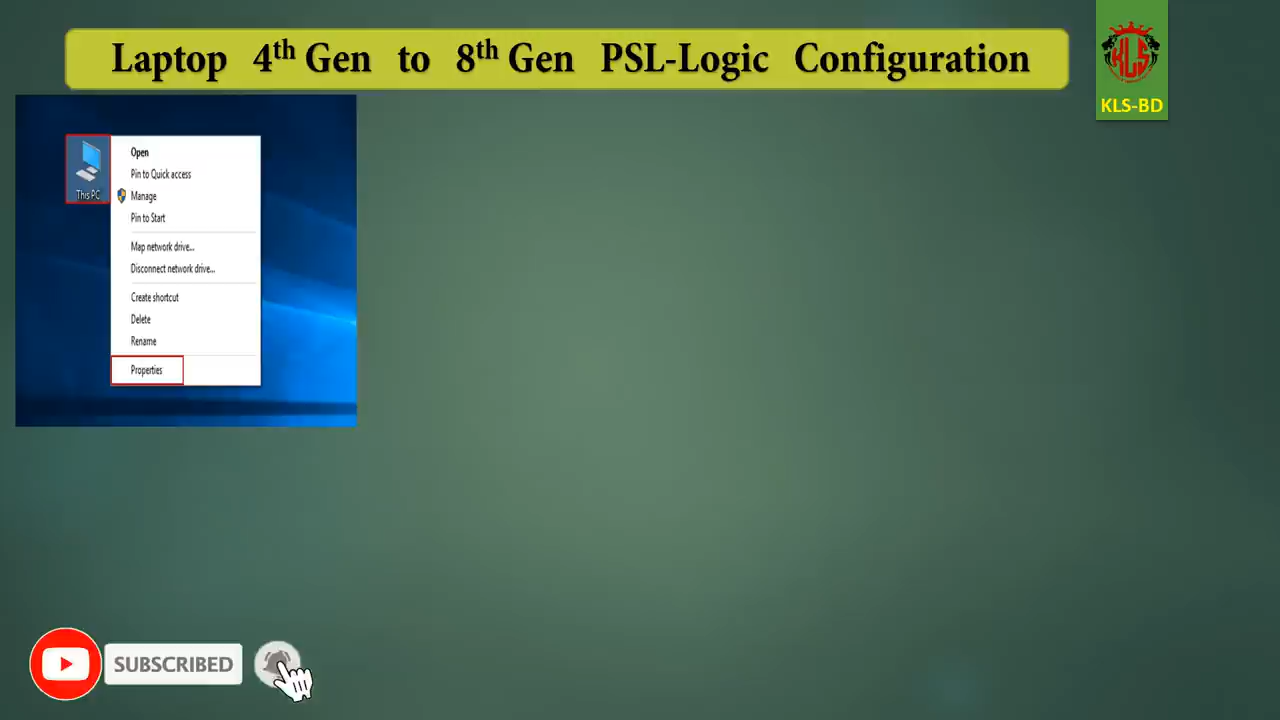 Laptop 4th Gen to 8th Gen PSL-Logic Configuration
KLS
KLS-BD
This PC
Open
Pin to Quick access
Manage
Pin to Start
Map network drive...
Disconnect network drive...
Create shortcut
Delete
Rename
Properties
SUBSCRIBED